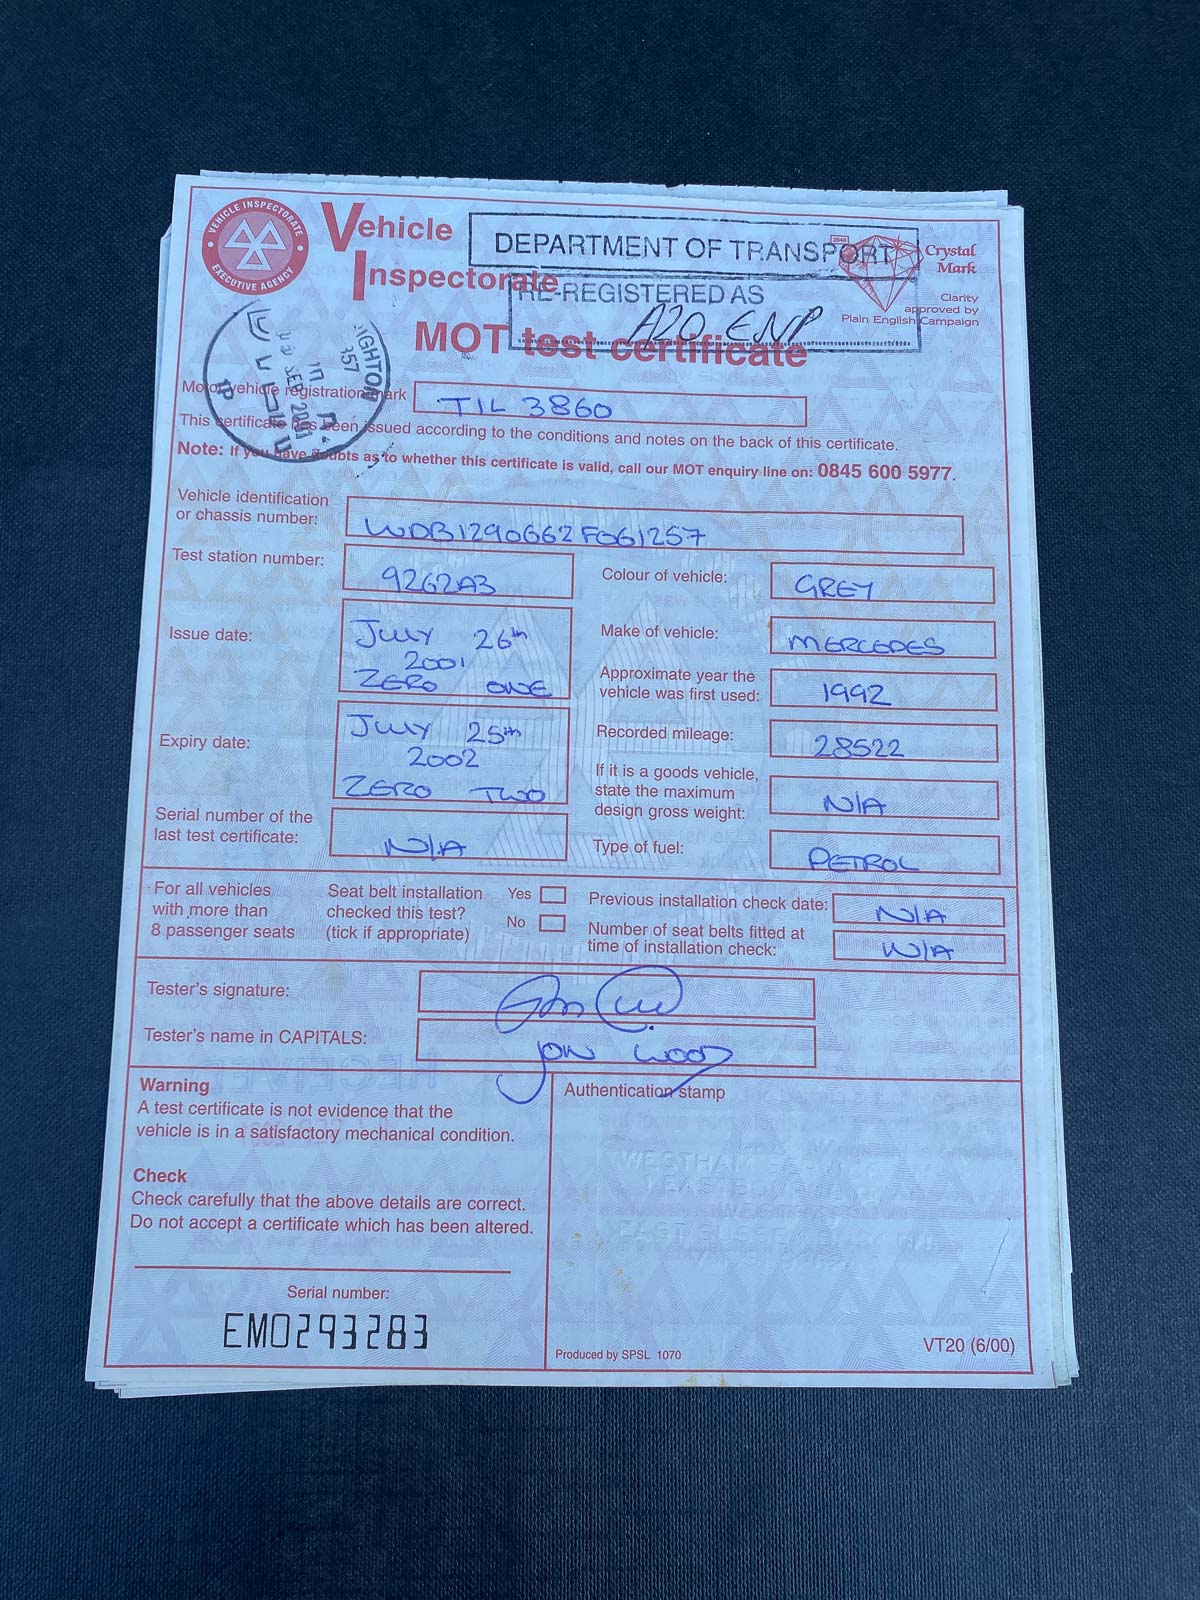 VEHICLE INSPECTORATE
EXECUTIVE AGENCY
Vehicle
Inspectorate
DEPARTMENT OF TRANSPORT
RE-REGISTERED AS
A20 ENP
Crystal
Mark
Clarity
approved by
Plain English Campaign
MOT test certificate
Motor vehicle registration mark
TIL 3860
This certificate has been issued according to the conditions and notes on the back of this certificate.
Note: If you have doubts as to whether this certificate is valid, call our MOT enquiry line on: 0845 600 5977.
Vehicle identification
or chassis number:
WDB1290662F061257
Test station number:
9262A3
Colour of vehicle:
GREY
Issue date:
JULY 26th
2001
ZERO ONE
Make of vehicle:
MERCEDES
Approximate year the
vehicle was first used:
1992
Expiry date:
JULY 25th
2002
ZERO TWO
Recorded mileage:
28522
If it is a goods vehicle,
state the maximum
design gross weight:
N/A
Serial number of the
last test certificate:
N/A
Type of fuel:
PETROL
For all vehicles
with more than
8 passenger seats
Seat belt installation
checked this test?
(tick if appropriate)
Yes
No
Previous installation check date:
N/A
Number of seat belts fitted at
time of installation check:
N/A
Tester's signature:
Tester's name in CAPITALS:
JON WOOD
Warning
A test certificate is not evidence that the
vehicle is in a satisfactory mechanical condition.
Check
Check carefully that the above details are correct.
Do not accept a certificate which has been altered.
Serial number:
EM0293283
Authentication stamp
Produced by SPSL 1070
VT20 (6/00)